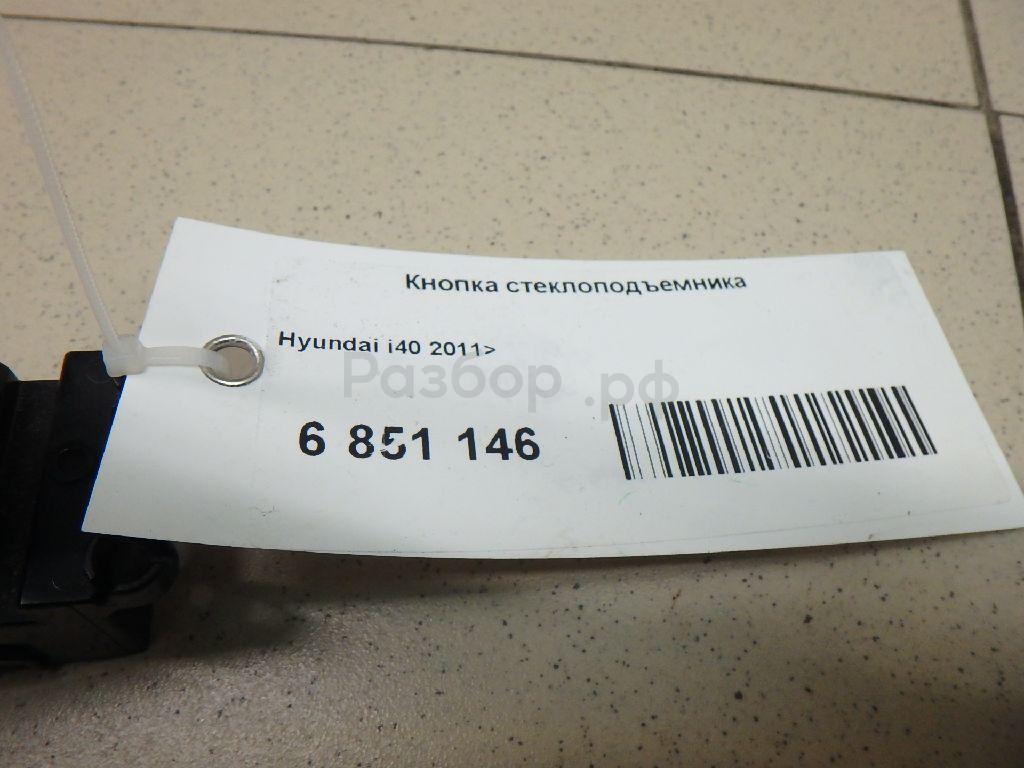 Кнопка стеклоподъемника
Hyundai i40 2011>
Разбор.рф
6 851 146